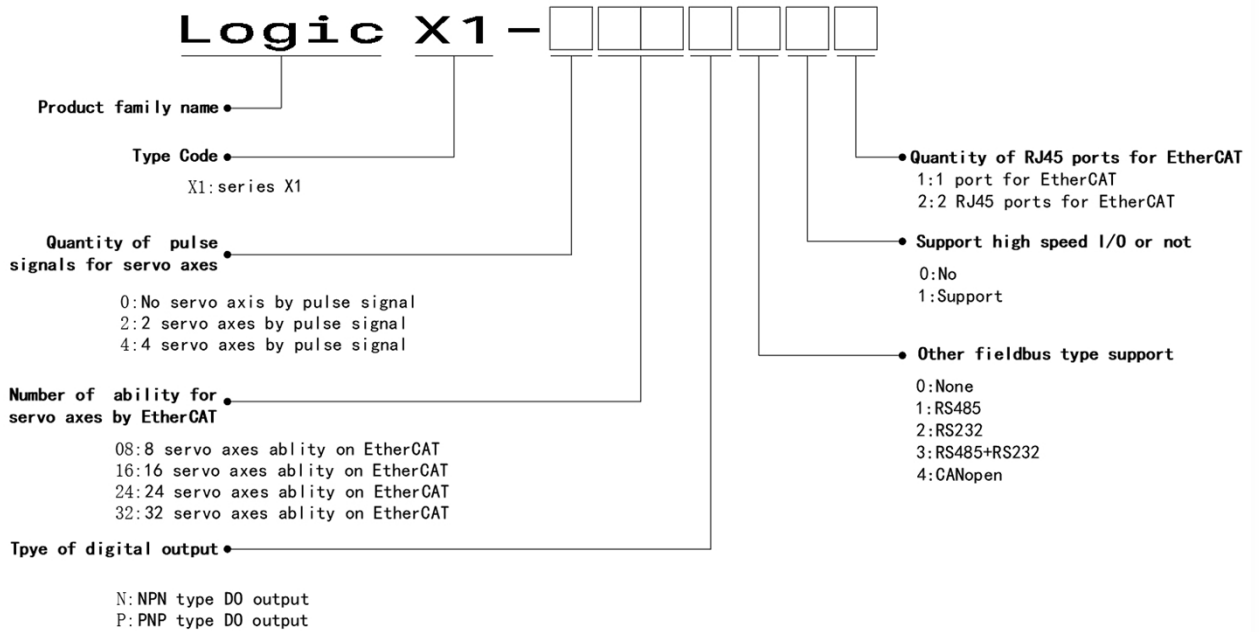 Logic X1-
Product family name
Type Code
X1:series X1
Quantity of pulse
signals for servo axes
0:No servo axis by pulse signal
2:2 servo axes by pulse signal
4:4 servo axes by pulse signal
Number of ability for
servo axes by EtherCAT
08:8 servo axes ablity on EtherCAT
16:16 servo axes ablity on EtherCAT
24:24 servo axes ablity on EtherCAT
32:32 servo axes ablity on EtherCAT
Tpye of digital output
N:NPN type DO output
P:PNP type DO output
Quantity of RJ45 ports for EtherCAT
1:1 port for EtherCAT
2:2 RJ45 ports for EtherCAT
Support high speed I/O or not
0:No
1:Support
Other fieldbus type support
0:None
1:RS485
2:RS232
3:RS485+RS232
4:CANopen